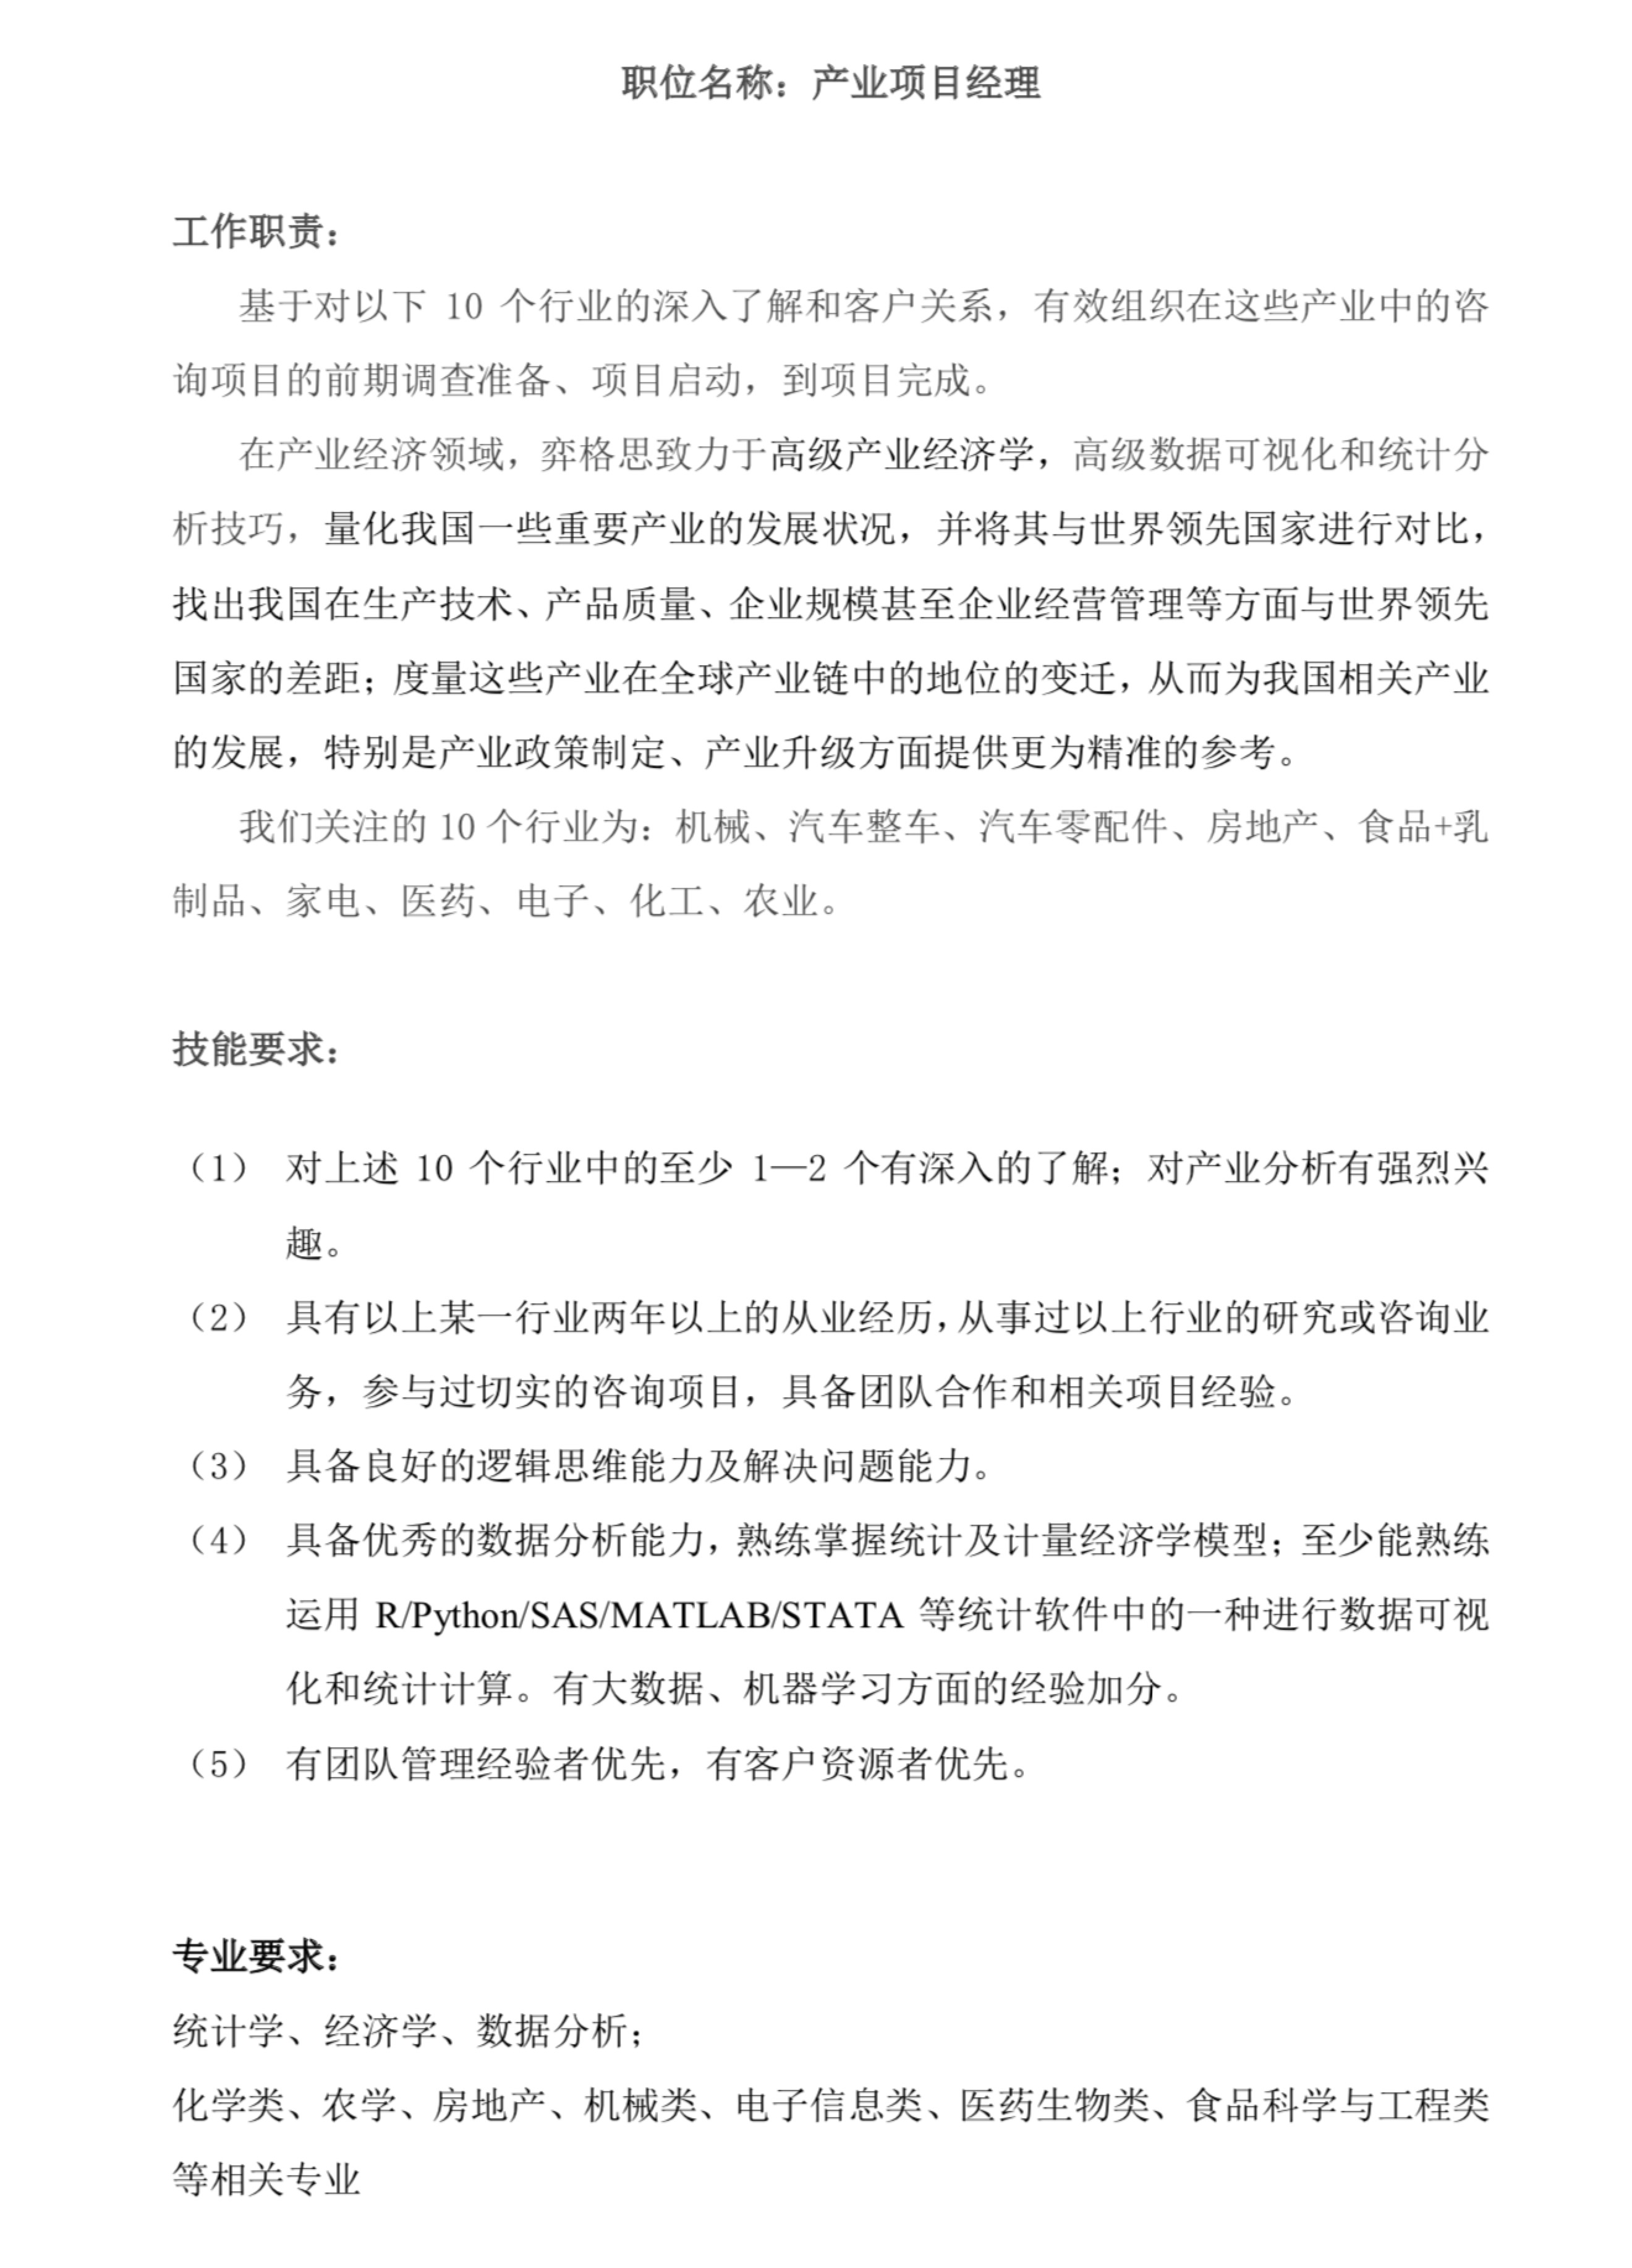 职位名称：产业项目经理
工作职责：
基于对以下 10 个行业的深入了解和客户关系，有效组织在这些产业中的咨
询项目的前期调查准备、项目启动，到项目完成。
在产业经济领域，弈格思致力于高级产业经济学，高级数据可视化和统计分
析技巧，量化我国一些重要产业的发展状况，并将其与世界领先国家进行对比，
找出我国在生产技术、产品质量、企业规模甚至企业经营管理等方面与世界领先
国家的差距；度量这些产业在全球产业链中的地位的变迁，从而为我国相关产业
的发展，特别是产业政策制定、产业升级方面提供更为精准的参考。
我们关注的 10 个行业为：机械、汽车整车、汽车零配件、房地产、食品+乳
制品、家电、医药、电子、化工、农业。
技能要求：
（1） 对上述 10 个行业中的至少 1—2 个有深入的了解；对产业分析有强烈兴
趣。
（2） 具有以上某一行业两年以上的从业经历，从事过以上行业的研究或咨询业
务，参与过切实的咨询项目，具备团队合作和相关项目经验。
（3） 具备良好的逻辑思维能力及解决问题能力。
（4） 具备优秀的数据分析能力，熟练掌握统计及计量经济学模型；至少能熟练
运用 R/Python/SAS/MATLAB/STATA 等统计软件中的一种进行数据可视
化和统计计算。有大数据、机器学习方面的经验加分。
（5） 有团队管理经验者优先，有客户资源者优先。
专业要求：
统计学、经济学、数据分析；
化学类、农学、房地产、机械类、电子信息类、医药生物类、食品科学与工程类
等相关专业